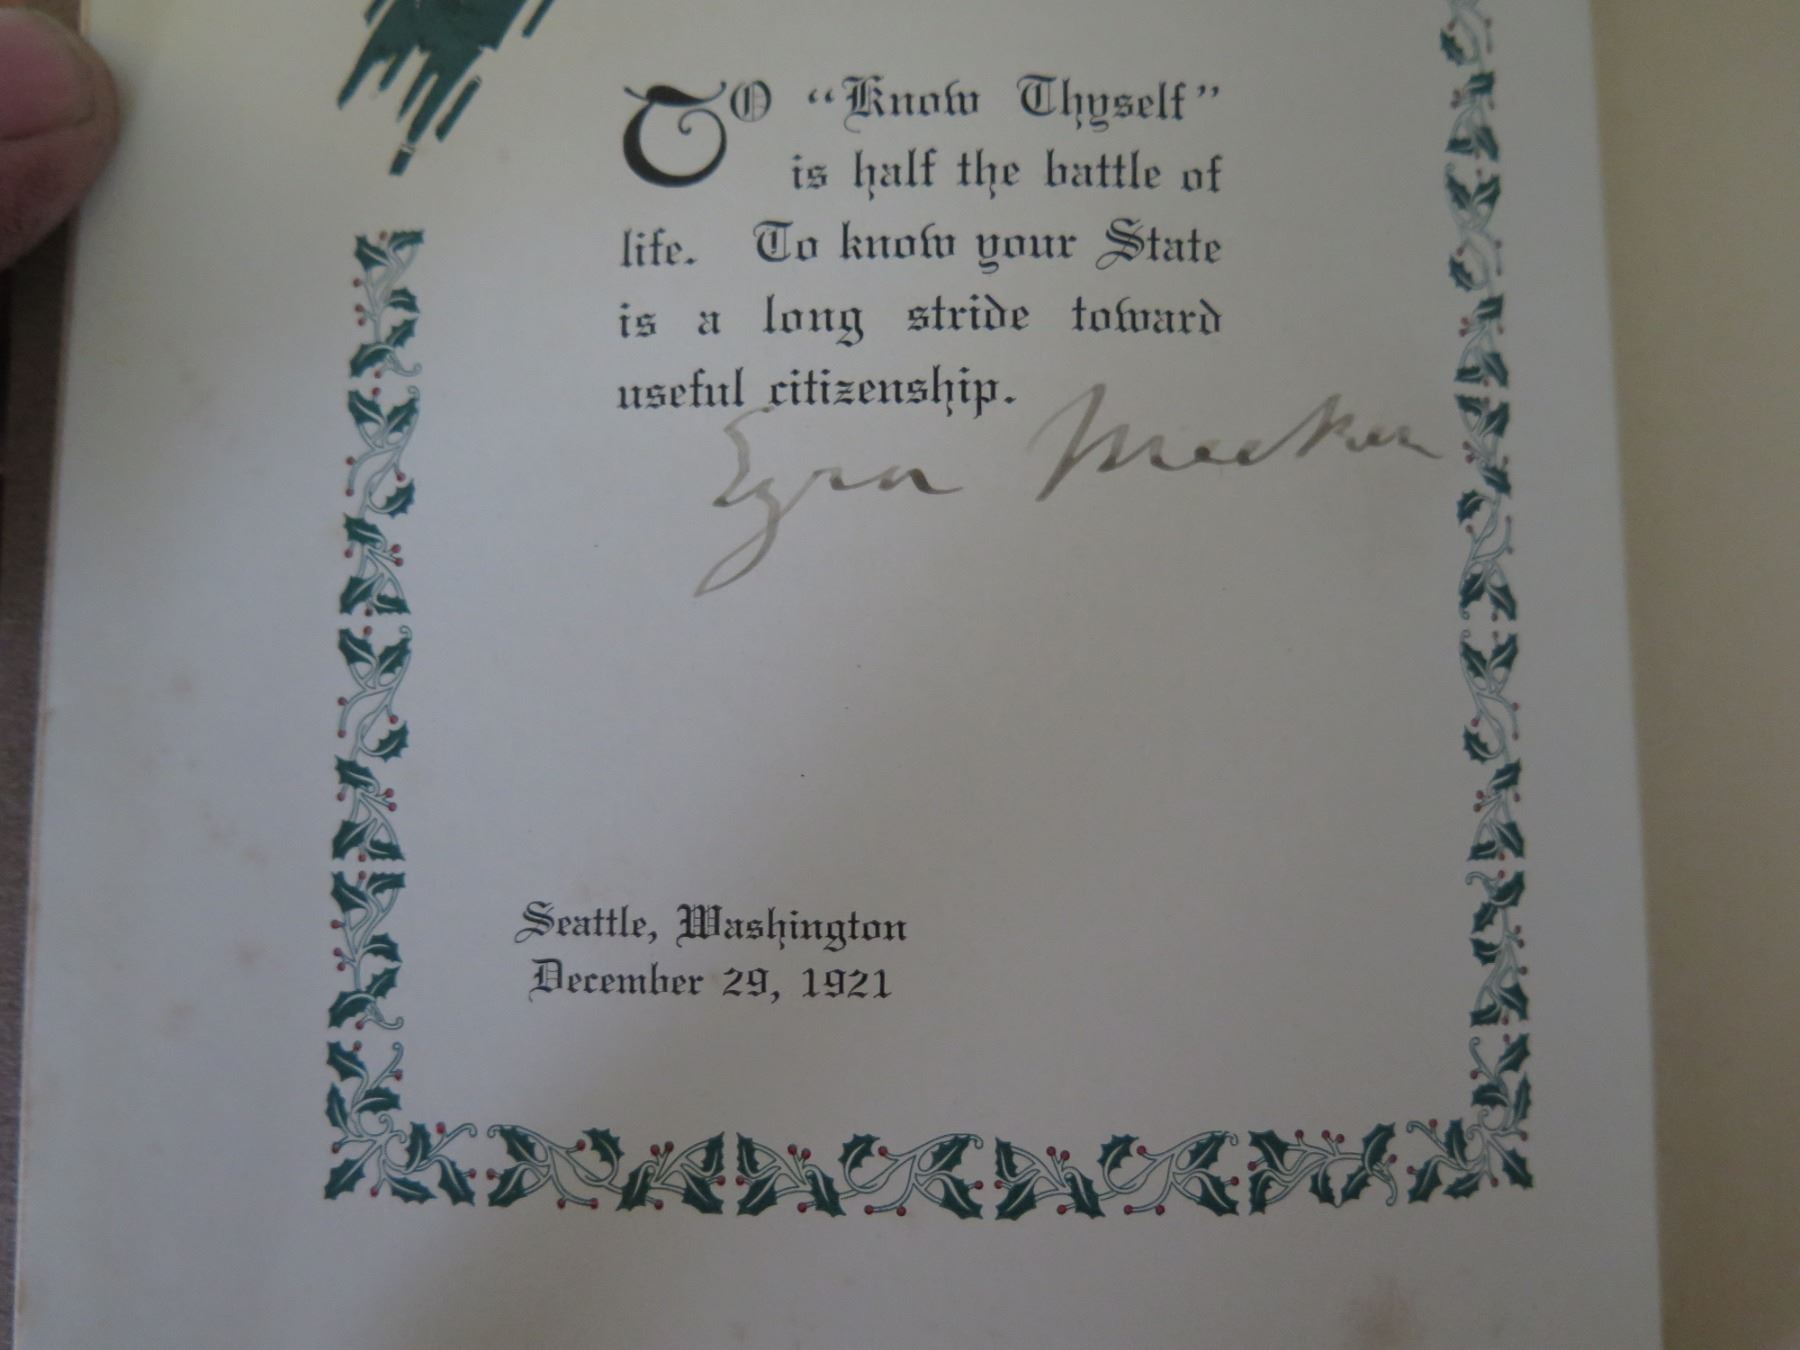 TO "Know Thyself"
is half the battle of
life. To know your State
is a long stride toward
useful citizenship.
Ezra Meeker
Seattle, Washington
December 29, 1921